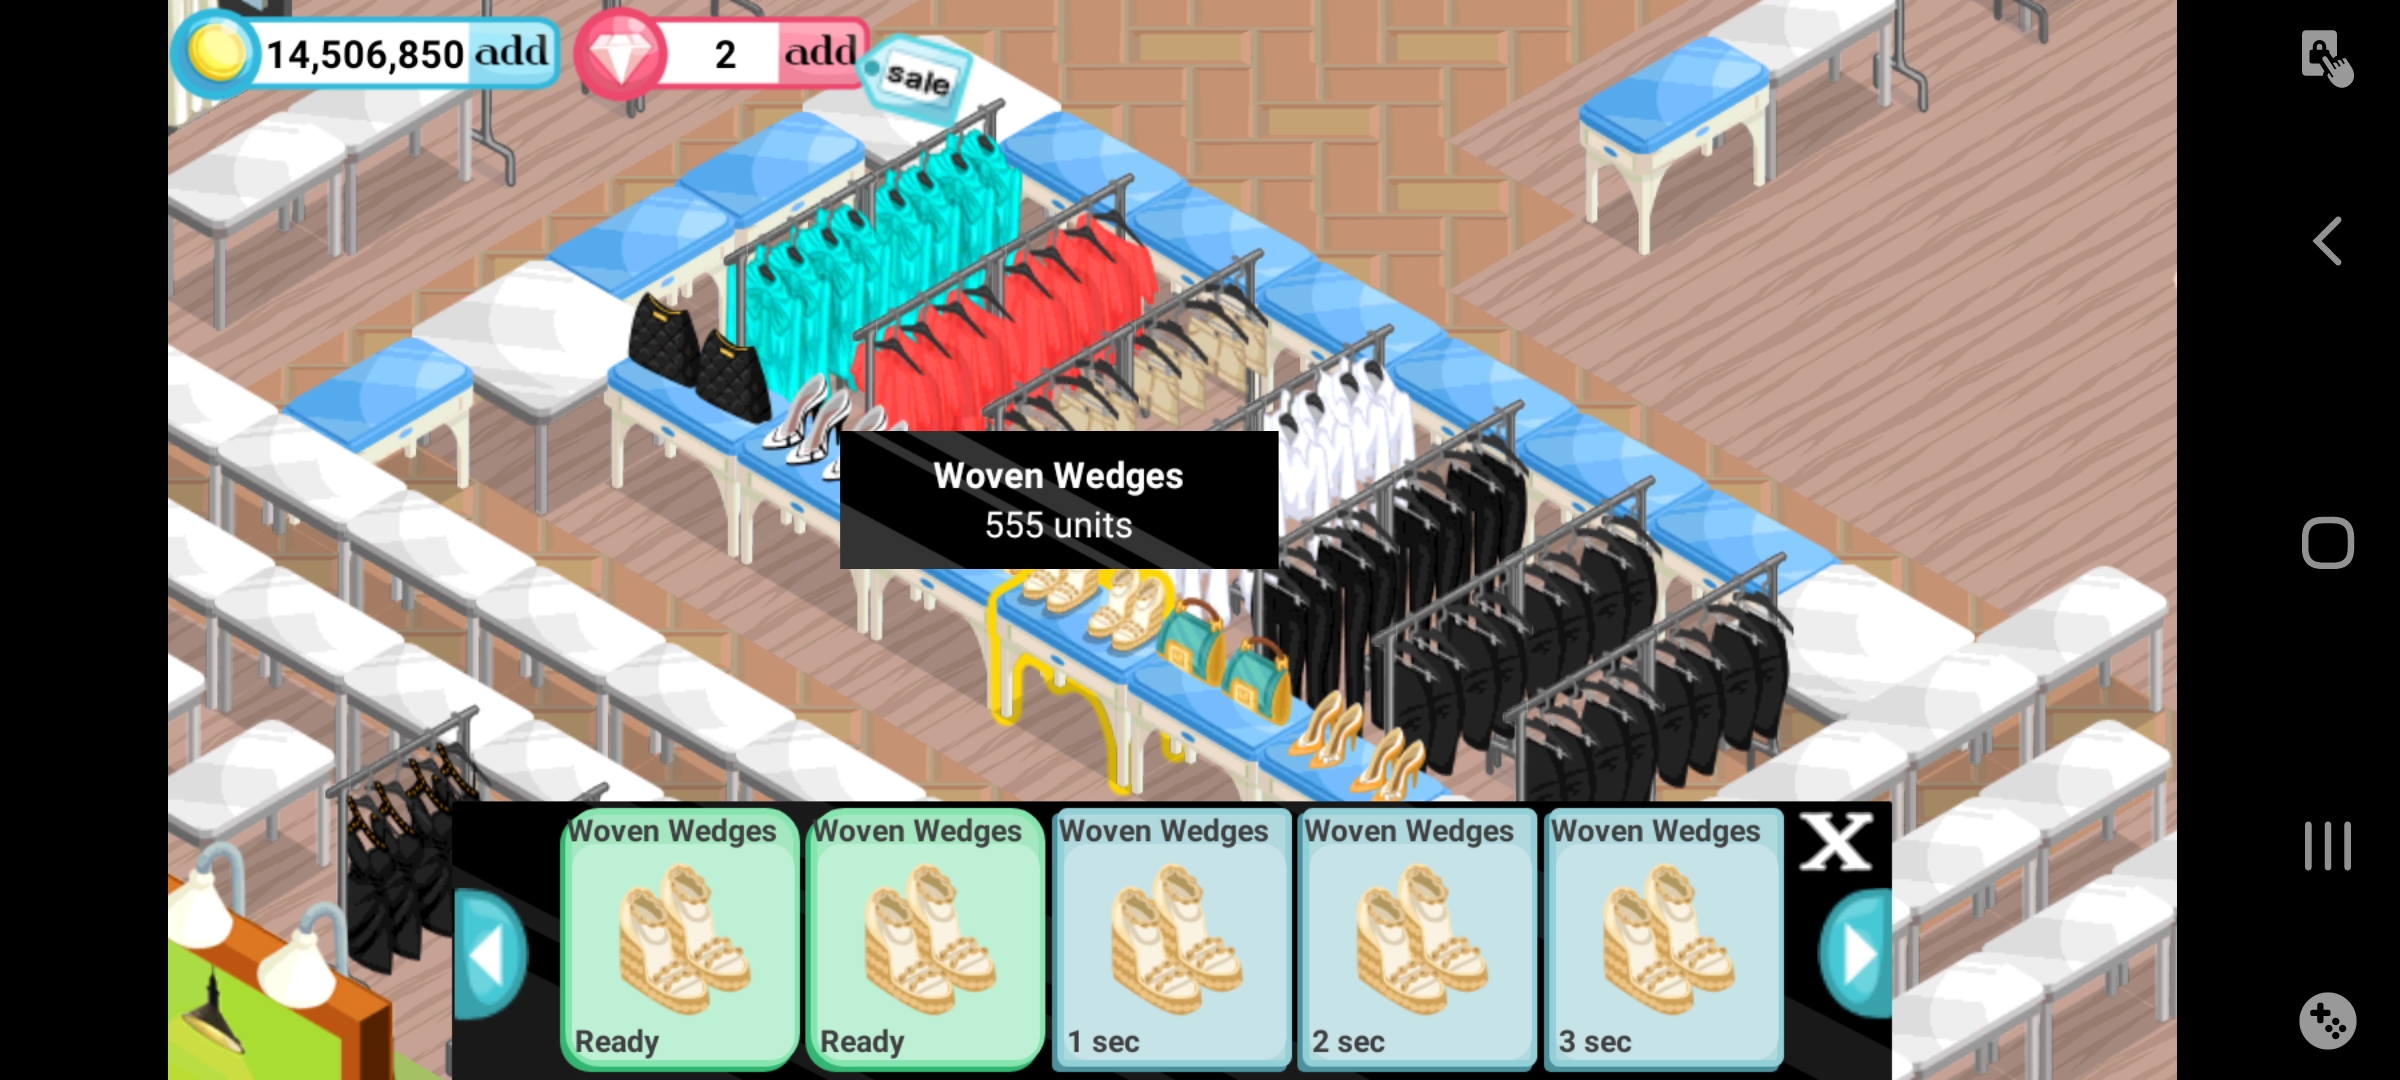 14,506,850 add
2 add
sale
Woven Wedges
555 units
Woven Wedges
Ready
Woven Wedges
Ready
Woven Wedges
1 sec
Woven Wedges
2 sec
Woven Wedges
3 sec
X